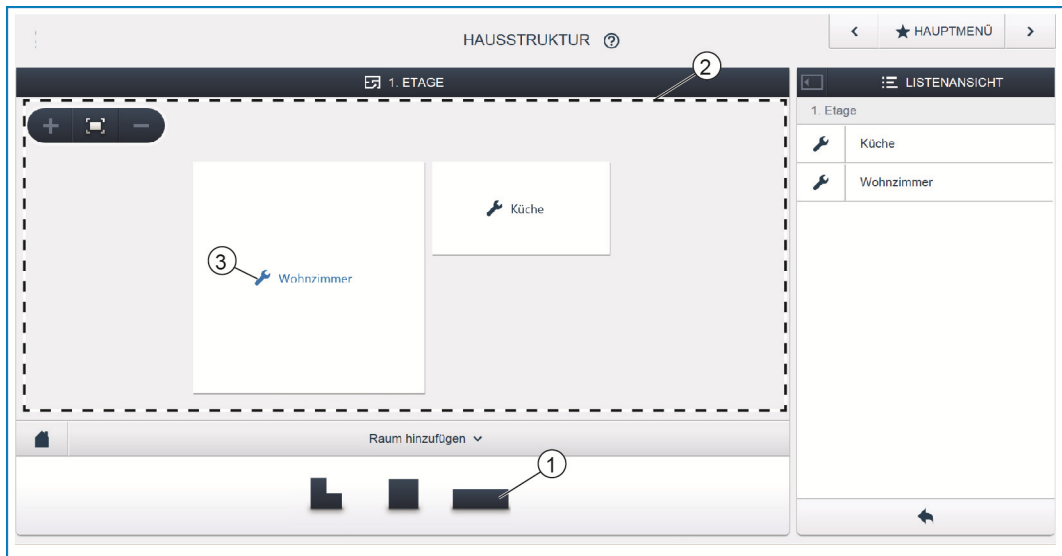 HAUSSTRUKTUR
HAUPTMENÜ
1. ETAGE
2
LISTENANSICHT
1. Etage
Küche
Wohnzimmer
Küche
3
Wohnzimmer
Raum hinzufügen
1